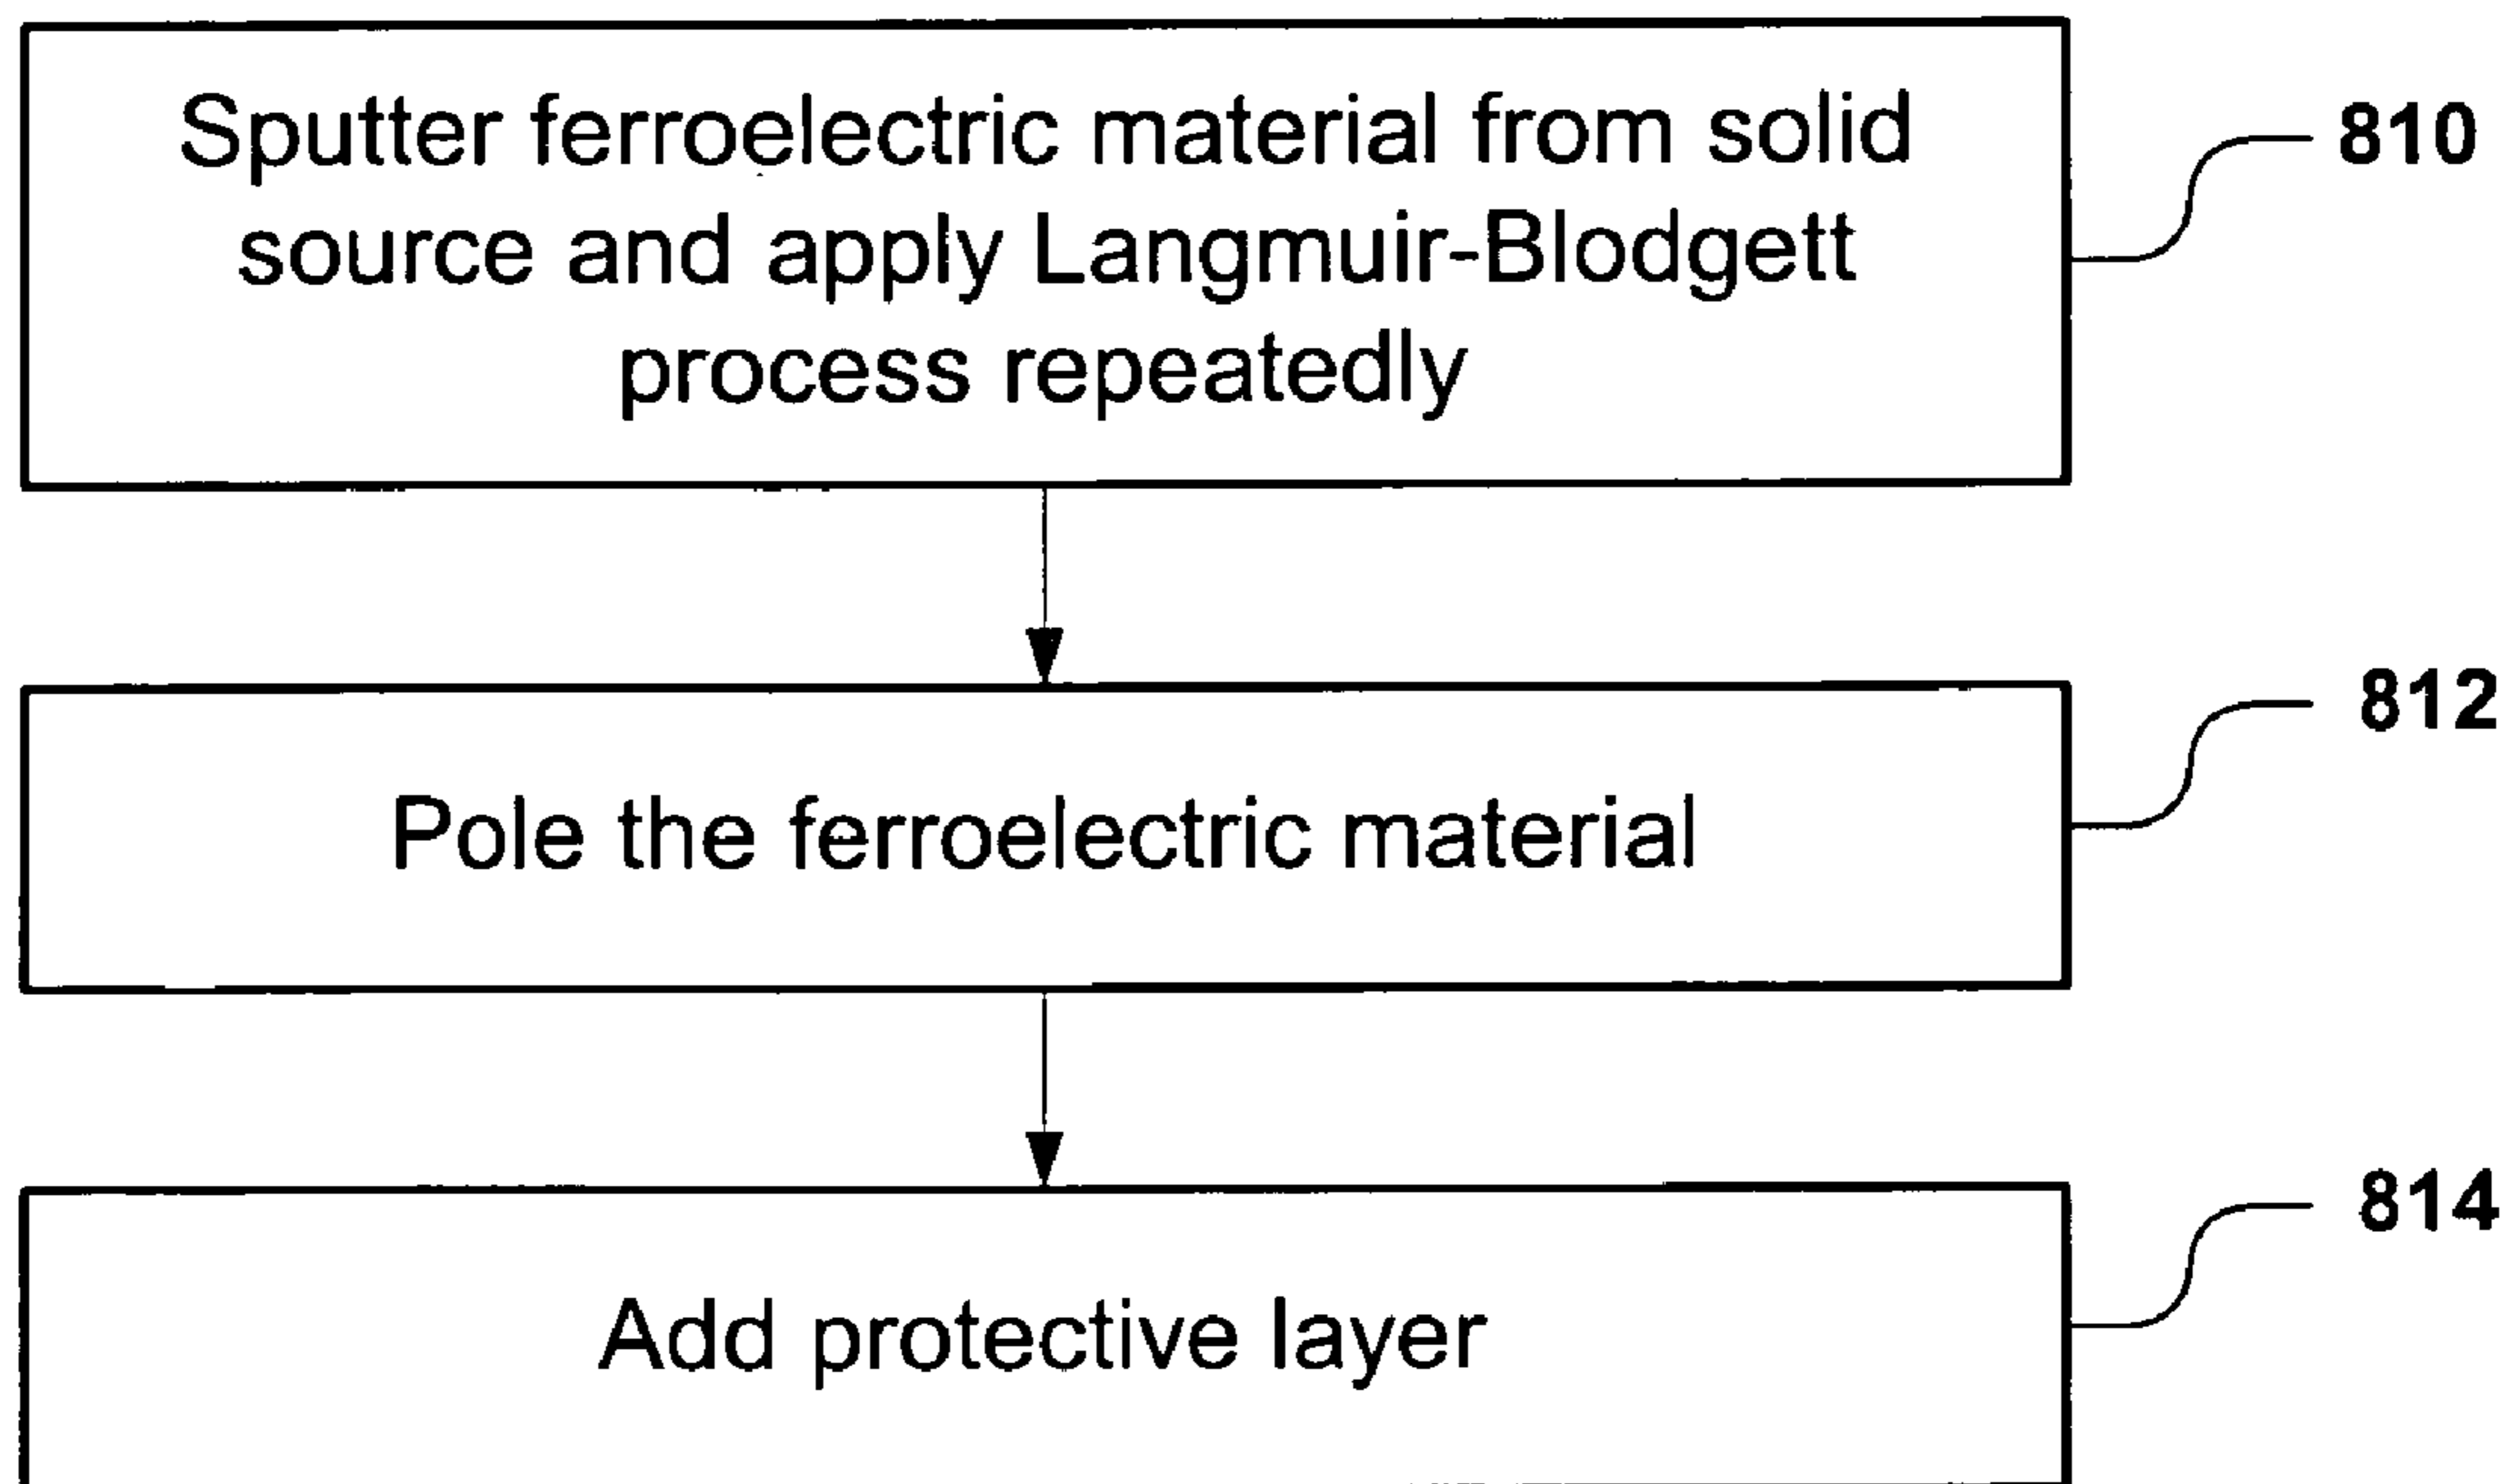 Sputter ferroelectric material from solid
source and apply Langmuir-Blodgett
process repeatedly
810
Pole the ferroelectric material
812
Add protective layer
814